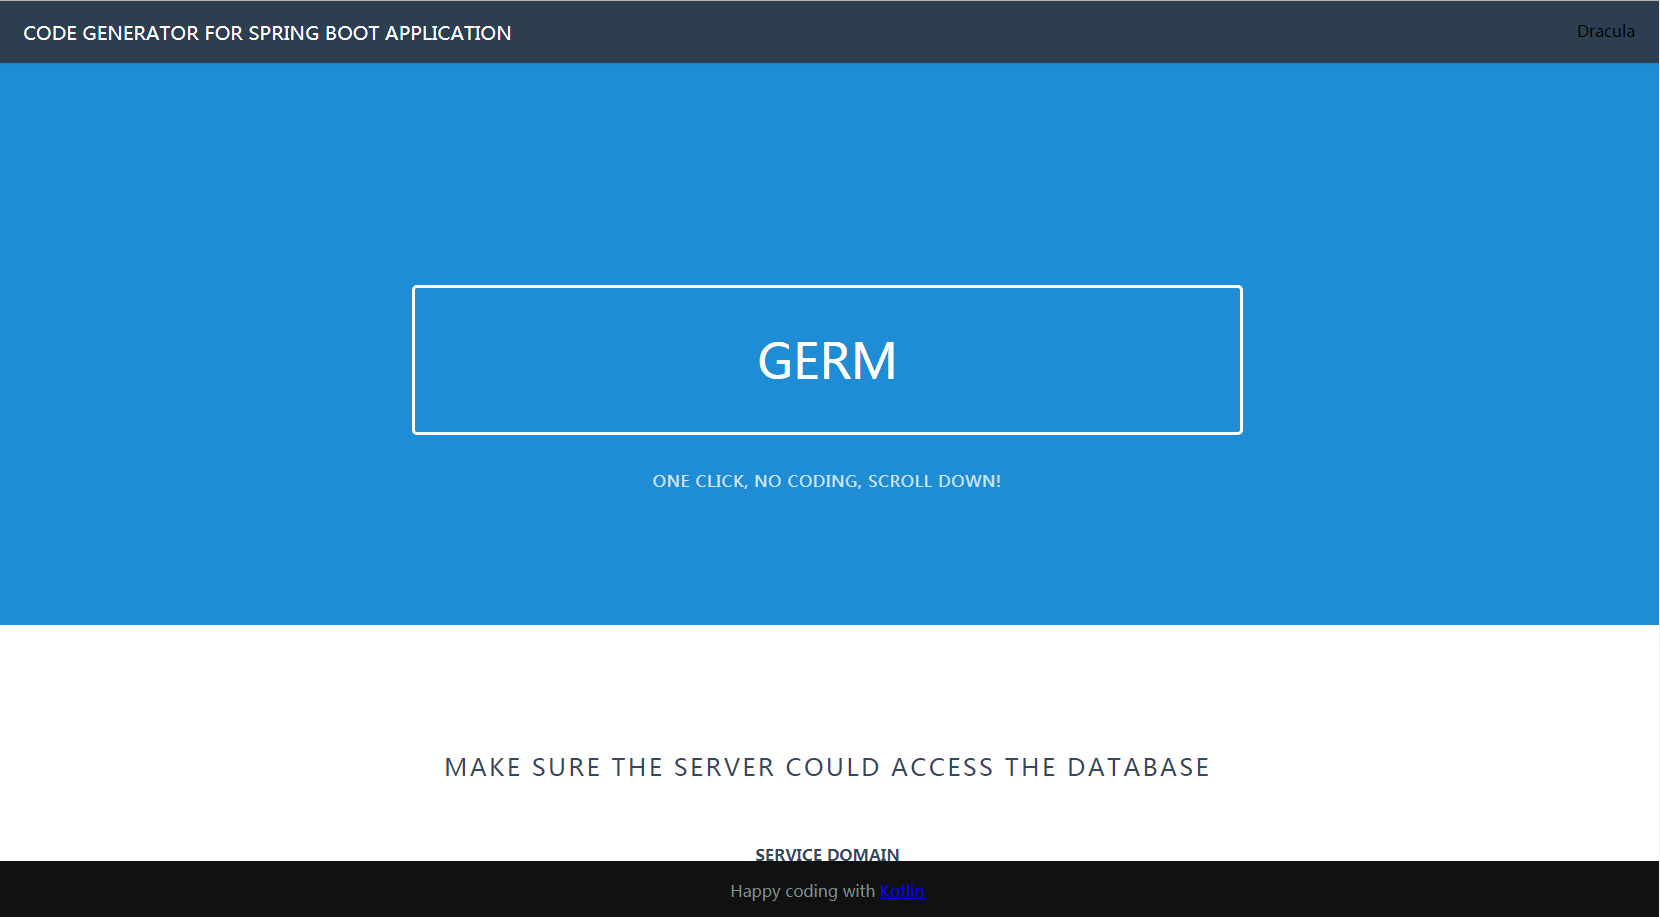 CODE GENERATOR FOR SPRING BOOT APPLICATION
Dracula
GERM
ONE CLICK, NO CODING, SCROLL DOWN!
MAKE SURE THE SERVER COULD ACCESS THE DATABASE
SERVICE DOMAIN
Happy coding with Kotlin